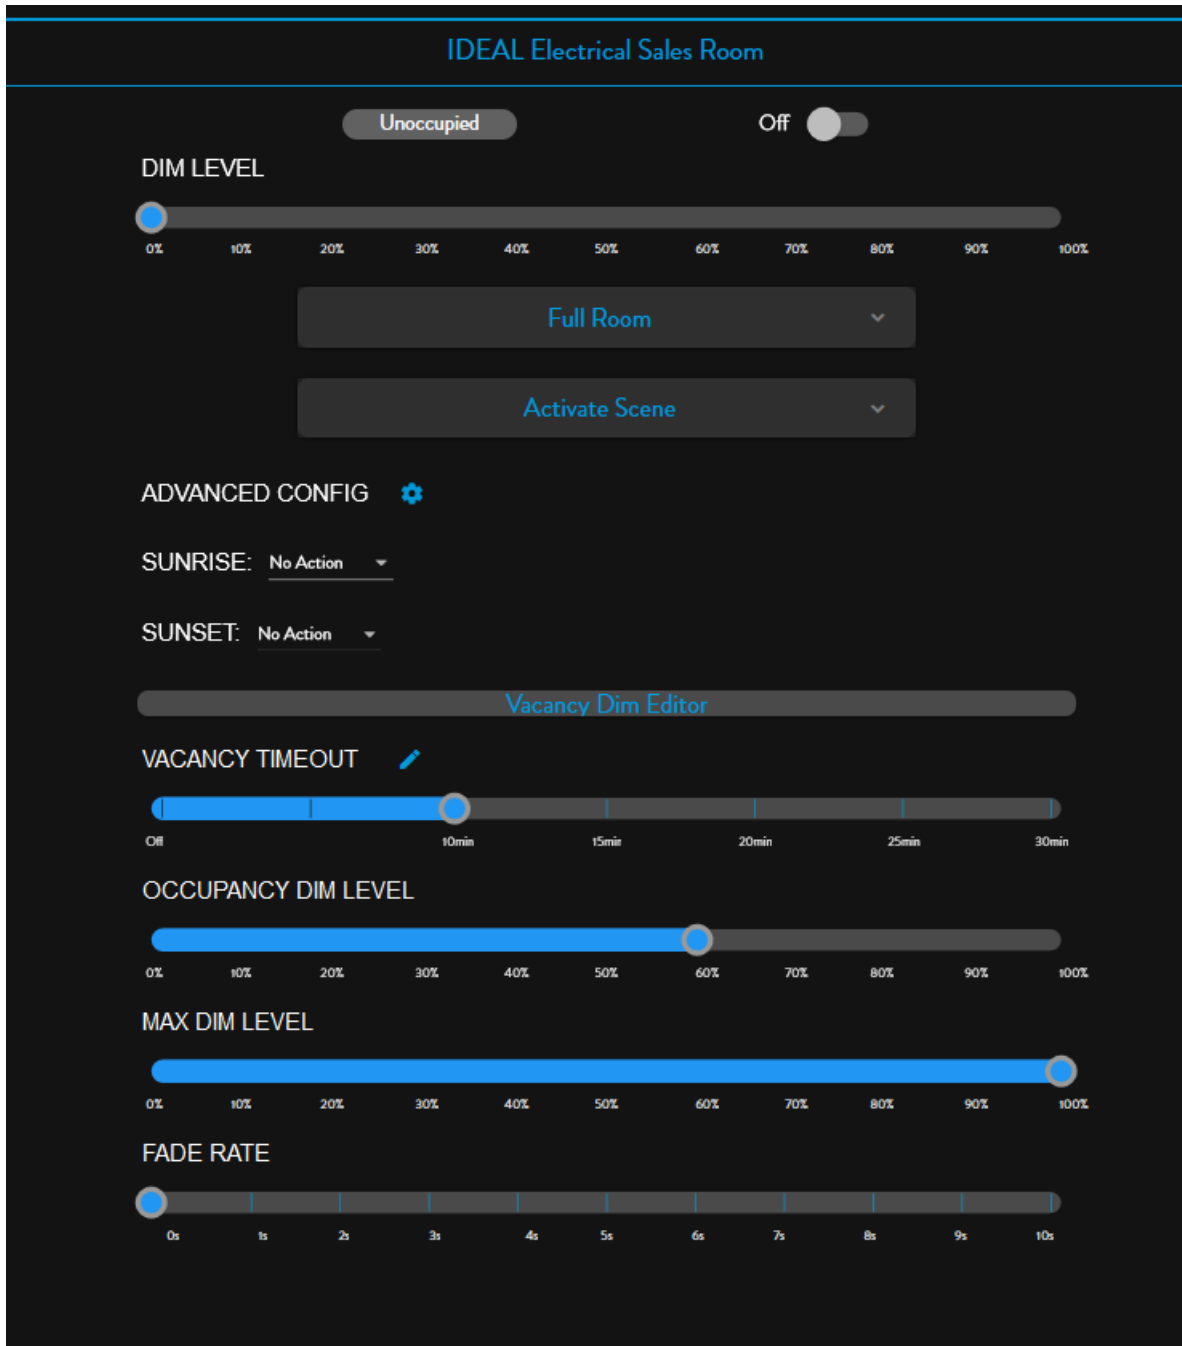 IDEAL Electrical Sales Room
Unoccupied Off
DIM LEVEL
0% 10% 20% 30% 40% 50% 60% 70% 80% 90% 100%
Full Room
Activate Scene
ADVANCED CONFIG
SUNRISE: No Action
SUNSET: No Action
Vacancy Dim Editor
VACANCY TIMEOUT
Off 10min 15min 20min 25min 30min
OCCUPANCY DIM LEVEL
0% 10% 20% 30% 40% 50% 60% 70% 80% 90% 100%
MAX DIM LEVEL
0% 10% 20% 30% 40% 50% 60% 70% 80% 90% 100%
FADE RATE
0s 1s 2s 3s 4s 5s 6s 7s 8s 9s 10s